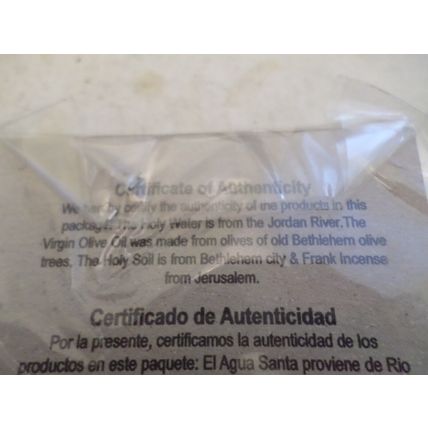 Certificate of Authenticity
We hereby certify the authenticity of the products in this
package. The Holy Water is from the Jordan River.The
Virgin Olive Oil was made from olives of old Bethlehem olive
trees. The Holy Soil is from Bethlehem city & Frank Incense
from Jerusalem.
Certificado de Autenticidad
Por la presente, certificamos la autenticidad de los
productos en este paquete: El Agua Santa proviene de Rio